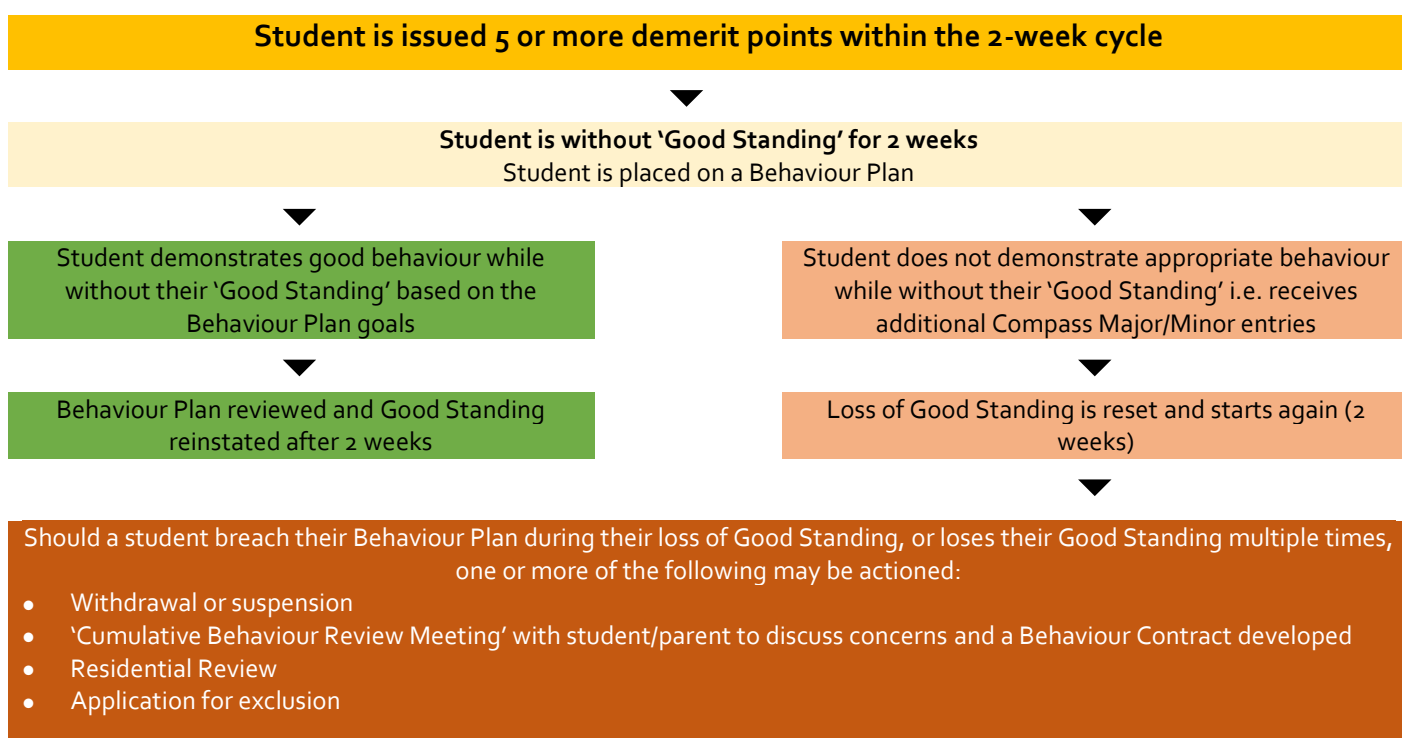 Student is issued 5 or more demerit points within the 2-week cycle
Student is without ‘Good Standing’ for 2 weeks
Student is placed on a Behaviour Plan
Student demonstrates good behaviour while
without their ‘Good Standing’ based on the
Behaviour Plan goals
Student does not demonstrate appropriate behaviour
while without their ‘Good Standing’ i.e. receives
additional Compass Major/Minor entries
Behaviour Plan reviewed and Good Standing
reinstated after 2 weeks
Loss of Good Standing is reset and starts again (2
weeks)
Should a student breach their Behaviour Plan during their loss of Good Standing, or loses their Good Standing multiple times,
one or more of the following may be actioned:
● Withdrawal or suspension
● ‘Cumulative Behaviour Review Meeting’ with student/parent to discuss concerns and a Behaviour Contract developed
● Residential Review
● Application for exclusion